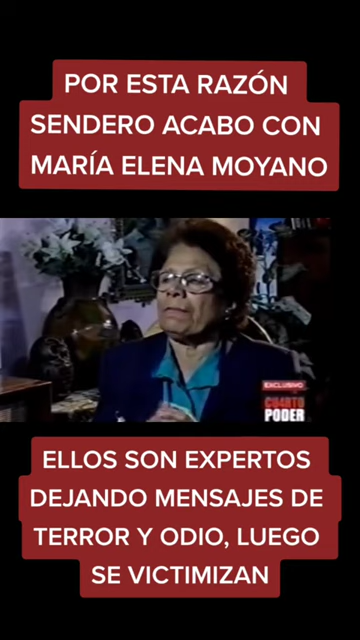 POR ESTA RAZÓN
SENDERO ACABO CON
MARÍA ELENA MOYANO
EXCLUSIVO
CUARTO
PODER
ELLOS SON EXPERTOS
DEJANDO MENSAJES DE
TERROR Y ODIO, LUEGO
SE VICTIMIZAN